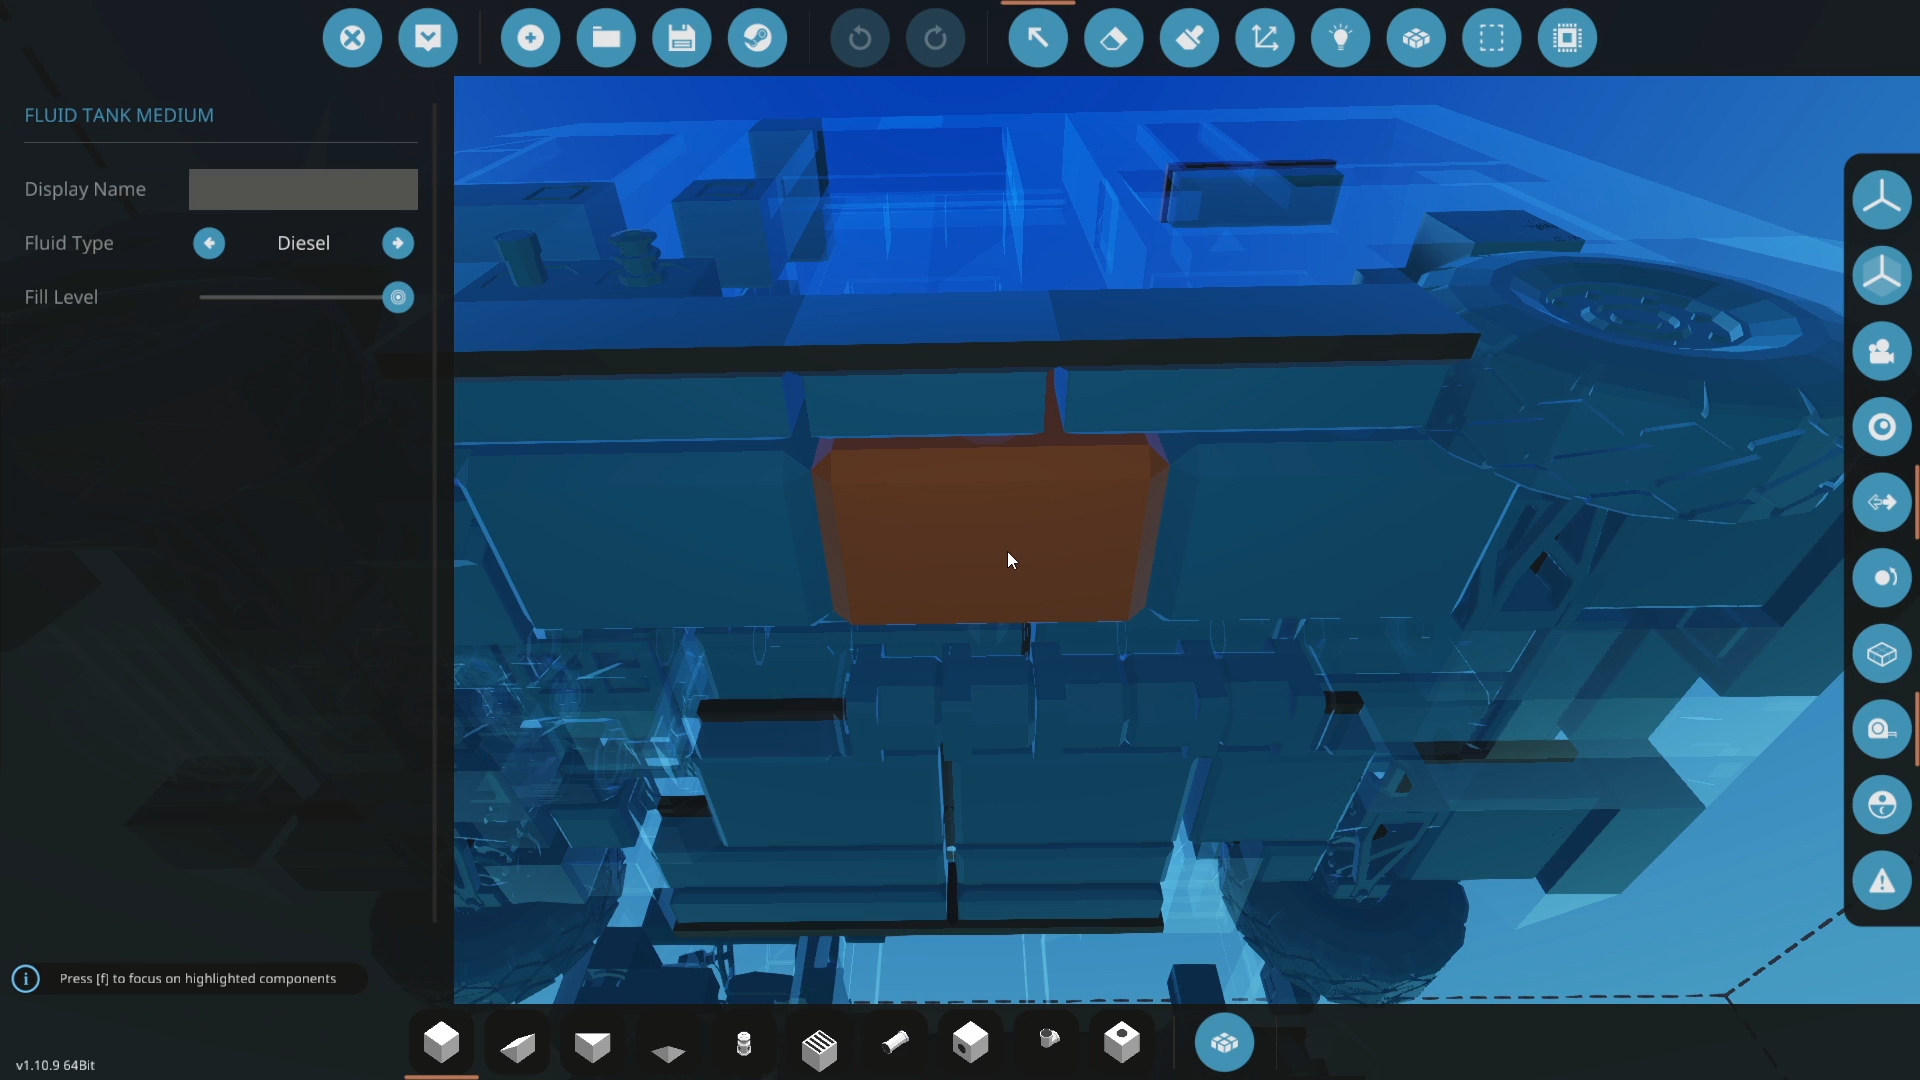 FLUID TANK MEDIUM
Display Name
Fluid Type
Diesel
Fill Level
Press [f] to focus on highlighted components
v1.10.9 64Bit